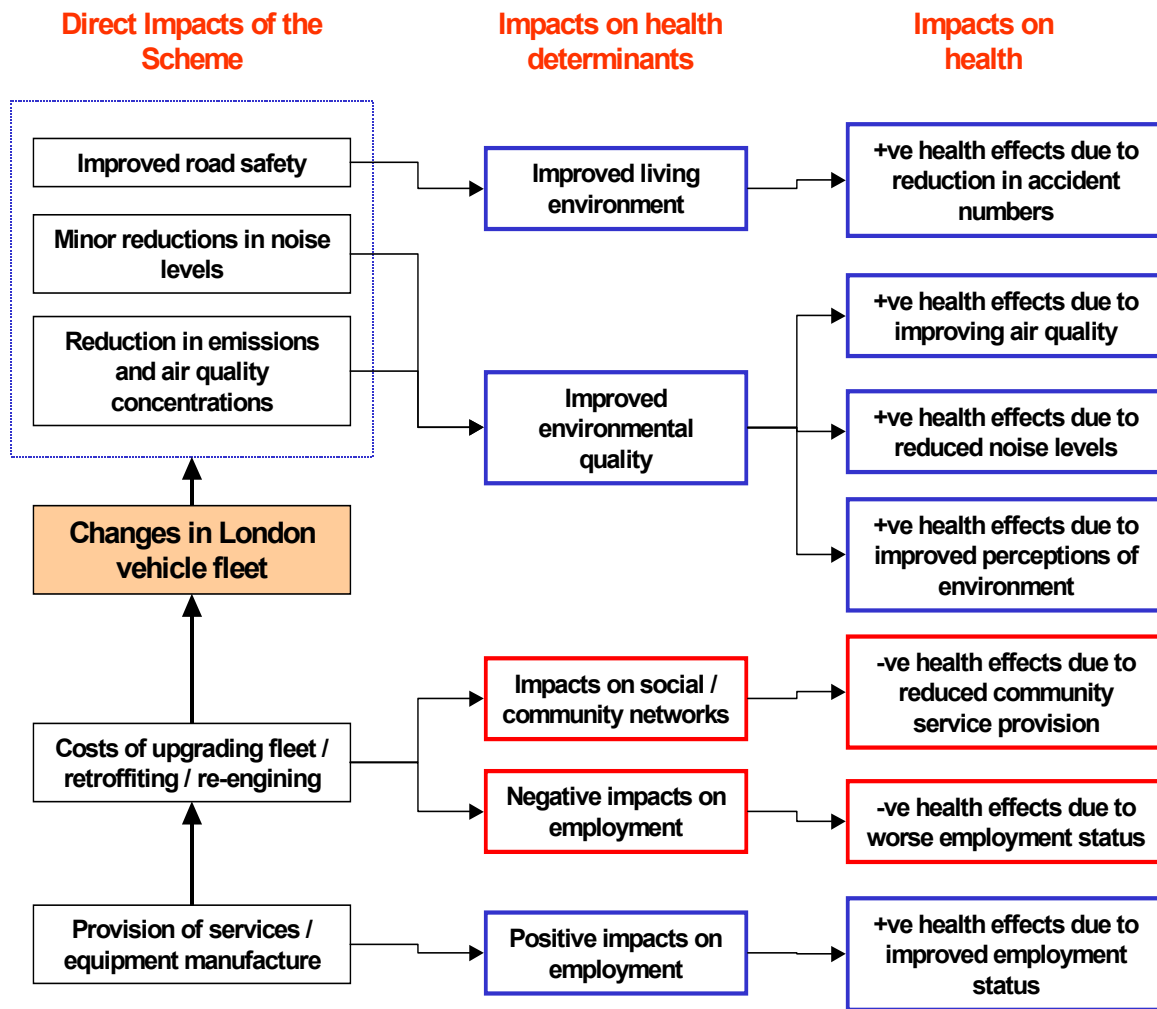 Direct Impacts of the
Scheme
Impacts on health
determinants
Impacts on
health
Improved road safety
Improved living
environment
+ve health effects due to
reduction in accident
numbers
Minor reductions in noise
levels
Reduction in emissions
and air quality
concentrations
Improved
environmental
quality
+ve health effects due to
improving air quality
+ve health effects due to
reduced noise levels
+ve health effects due to
improved perceptions of
environment
Changes in London
vehicle fleet
Costs of upgrading fleet /
retroffiting / re-engining
Impacts on social /
community networks
-ve health effects due to
reduced community
service provision
Negative impacts on
employment
-ve health effects due to
worse employment status
Provision of services /
equipment manufacture
Positive impacts on
employment
+ve health effects due to
improved employment
status